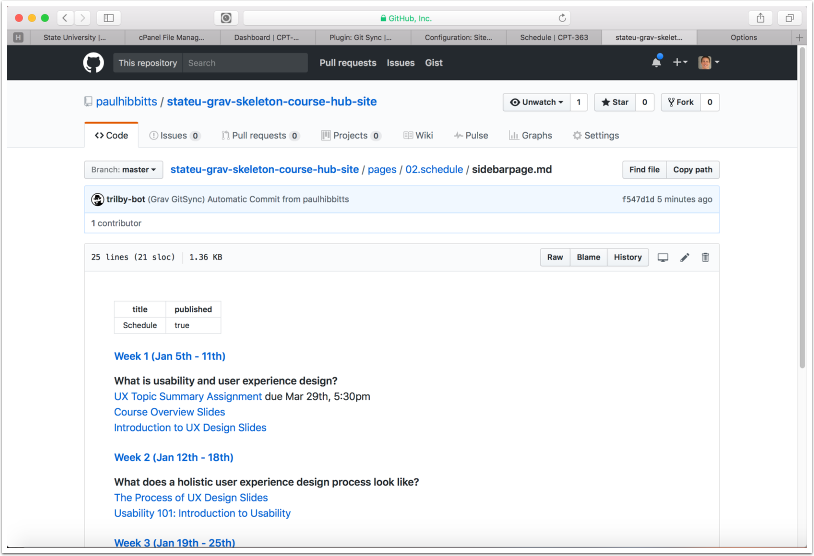 GitHub, Inc.
H
State University |...
cPanel File Manag...
Dashboard | CPT-...
Plugin: Git Sync |...
Configuration: Site...
Schedule | CPT-363
stateu-grav-skelet...
Options
This repository
Search
Pull requests
Issues
Gist
paulhibbitts / stateu-grav-skeleton-course-hub-site
Unwatch 1
Star 0
Fork 0
Code
Issues 0
Pull requests 0
Projects 0
Wiki
Pulse
Graphs
Settings
Branch: master
stateu-grav-skeleton-course-hub-site / pages / 02.schedule / sidebarpage.md
Find file
Copy path
trilby-bot (Grav GitSync) Automatic Commit from paulhibbitts
f547d1d 5 minutes ago
1 contributor
25 lines (21 sloc) 1.36 KB
Raw
Blame
History
title published
Schedule true
Week 1 (Jan 5th - 11th)
What is usability and user experience design?
UX Topic Summary Assignment due Mar 29th, 5:30pm
Course Overview Slides
Introduction to UX Design Slides
Week 2 (Jan 12th - 18th)
What does a holistic user experience design process look like?
The Process of UX Design Slides
Usability 101: Introduction to Usability
Week 3 (Jan 19th - 25th)